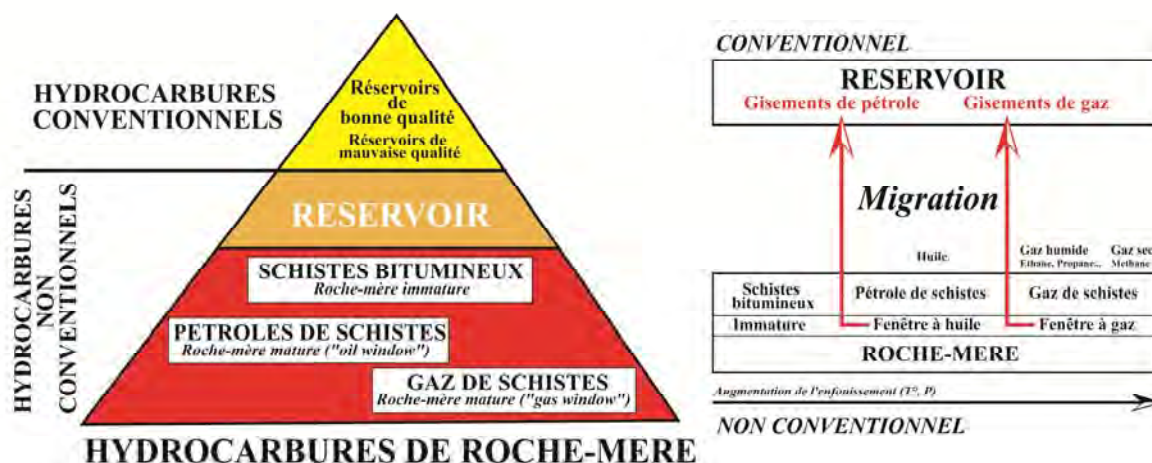 HYDROCARBURES
CONVENTIONNELS
HYDROCARBURES
NON
CONVENTIONNELS
Réservoirs
de
bonne qualité
Réservoirs de
mauvaise qualité
RESERVOIR
SCHISTES BITUMINEUX
Roche-mère immature
PETROLES DE SCHISTES
Roche-mère mature ("oil window")
GAZ DE SCHISTES
Roche-mère mature ("gas window")
HYDROCARBURES DE ROCHE-MERE
CONVENTIONNEL
RESERVOIR
Gisements de pétrole Gisements de gaz
Migration
Huile Gaz humide Gaz sec
Ethane, Propane... Méthane
Schistes
bitumineux Pétrole de schistes Gaz de schistes
Immature Fenêtre à huile Fenêtre à gaz
ROCHE-MERE
Augmentation de l'enfouissement (T°, P)
NON CONVENTIONNEL